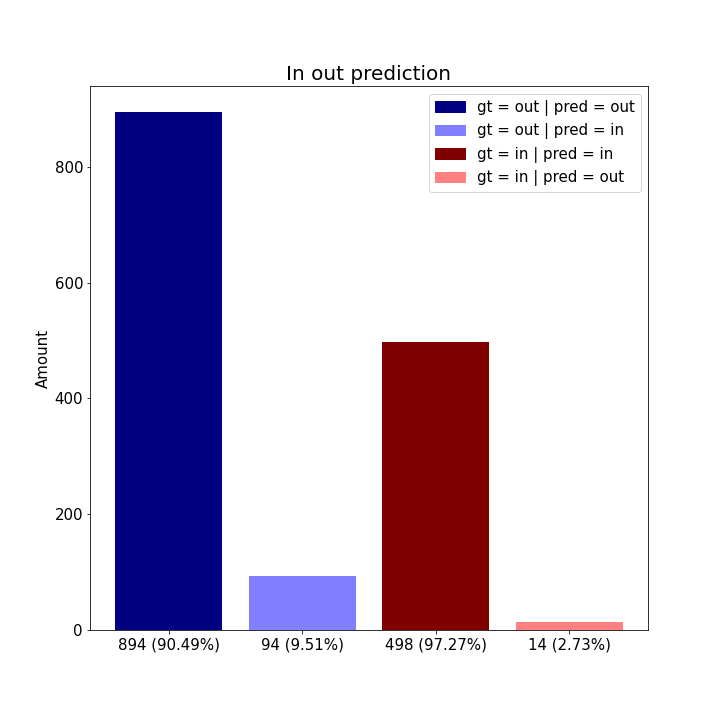 In out prediction
gt = out | pred = out
gt = out | pred = in
gt = in | pred = in
gt = in | pred = out
Amount
800
600
400
200
0
894 (90.49%) 94 (9.51%) 498 (97.27%) 14 (2.73%)